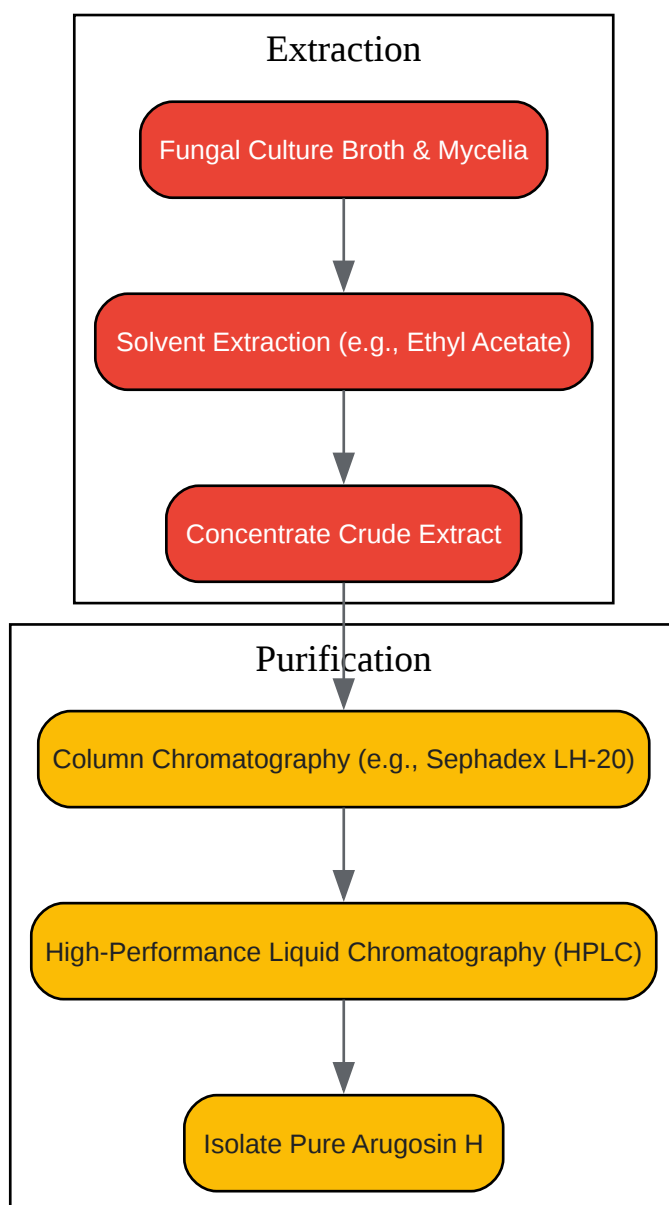 Extraction
Fungal Culture Broth & Mycelia
Solvent Extraction (e.g., Ethyl Acetate)
Concentrate Crude Extract
Purification
Column Chromatography (e.g., Sephadex LH-20)
High-Performance Liquid Chromatography (HPLC)
Isolate Pure Arugosin H